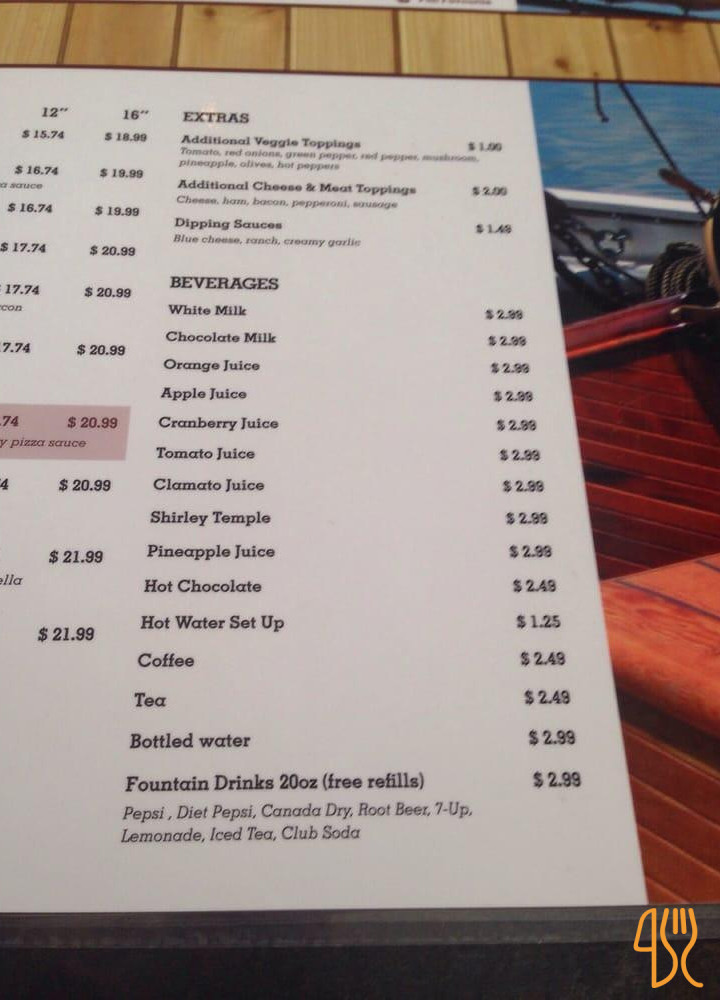 12" 16"
$ 15.74 $ 18.99
$ 16.74 $ 19.99
a sauce
$ 16.74 $ 19.99
$ 17.74 $ 20.99
17.74 $ 20.99
con
7.74 $ 20.99
.74 $ 20.99
y pizza sauce
4 $ 20.99
$ 21.99
ella
$ 21.99
EXTRAS
Additional Veggie Toppings $ 1.00
Tomato, red onions, green pepper, red pepper, mushroom,
pineapple, olives, hot peppers
Additional Cheese & Meat Toppings $ 2.00
Cheese, ham, bacon, pepperoni, sausage
Dipping Sauces $ 1.49
Blue cheese, ranch, creamy garlic
BEVERAGES
White Milk $ 2.99
Chocolate Milk $ 2.99
Orange Juice $ 2.99
Apple Juice $ 2.99
Cranberry Juice $ 2.99
Tomato Juice $ 2.99
Clamato Juice $ 2.99
Shirley Temple $ 2.99
Pineapple Juice $ 2.99
Hot Chocolate $ 2.49
Hot Water Set Up $ 1.25
Coffee $ 2.49
Tea $ 2.49
Bottled water $ 2.99
Fountain Drinks 20oz (free refills) $ 2.99
Pepsi , Diet Pepsi, Canada Dry, Root Beer, 7-Up,
Lemonade, Iced Tea, Club Soda